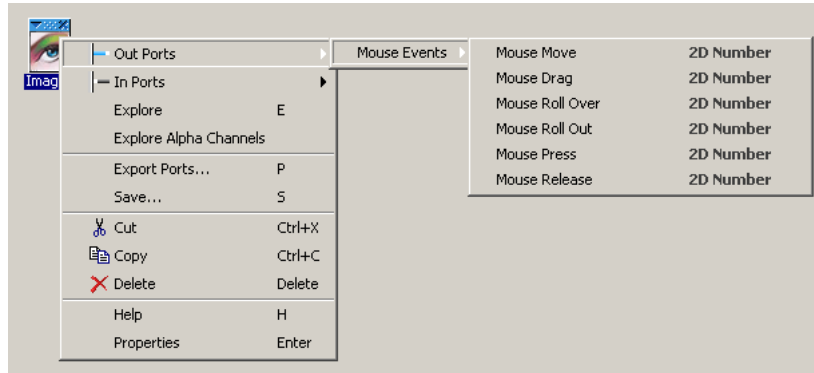 Imag
Out Ports
In Ports
Explore E
Explore Alpha Channels
Export Ports... P
Save... S
Cut Ctrl+X
Copy Ctrl+C
Delete Delete
Help H
Properties Enter
Mouse Events
Mouse Move 2D Number
Mouse Drag 2D Number
Mouse Roll Over 2D Number
Mouse Roll Out 2D Number
Mouse Press 2D Number
Mouse Release 2D Number